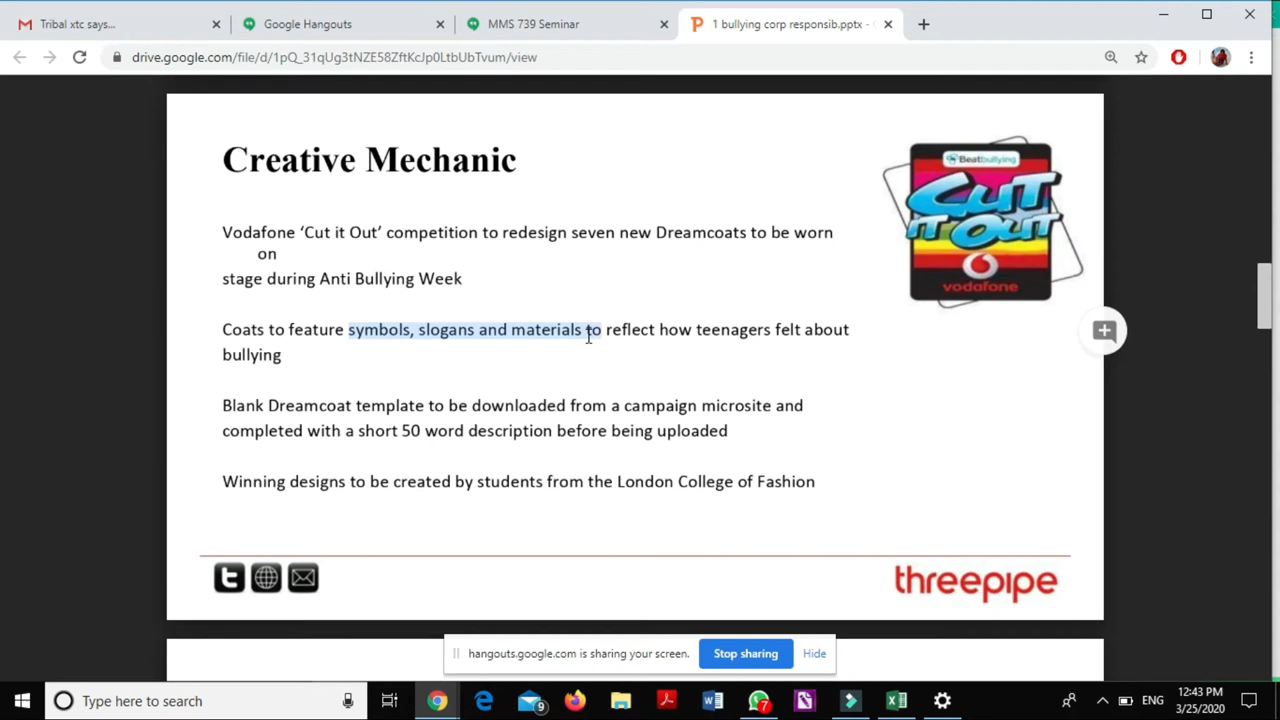 Tribal xtc says...
Google Hangouts
MMS 739 Seminar
1 bullying corp responsib.pptx -
drive.google.com/file/d/1pQ_31qUg3tNZE58ZftKcJp0LtbUbTvum/view
Creative Mechanic
Beatbullying
CUT
IT OUT
vodafone
Vodafone ‘Cut it Out’ competition to redesign seven new Dreamcoats to be worn
on
stage during Anti Bullying Week
Coats to feature symbols, slogans and materials to reflect how teenagers felt about
bullying
Blank Dreamcoat template to be downloaded from a campaign microsite and
completed with a short 50 word description before being uploaded
Winning designs to be created by students from the London College of Fashion
threepipe
hangouts.google.com is sharing your screen.
Stop sharing
Hide
Type here to search
9
7
ENG
12:43 PM
3/25/2020